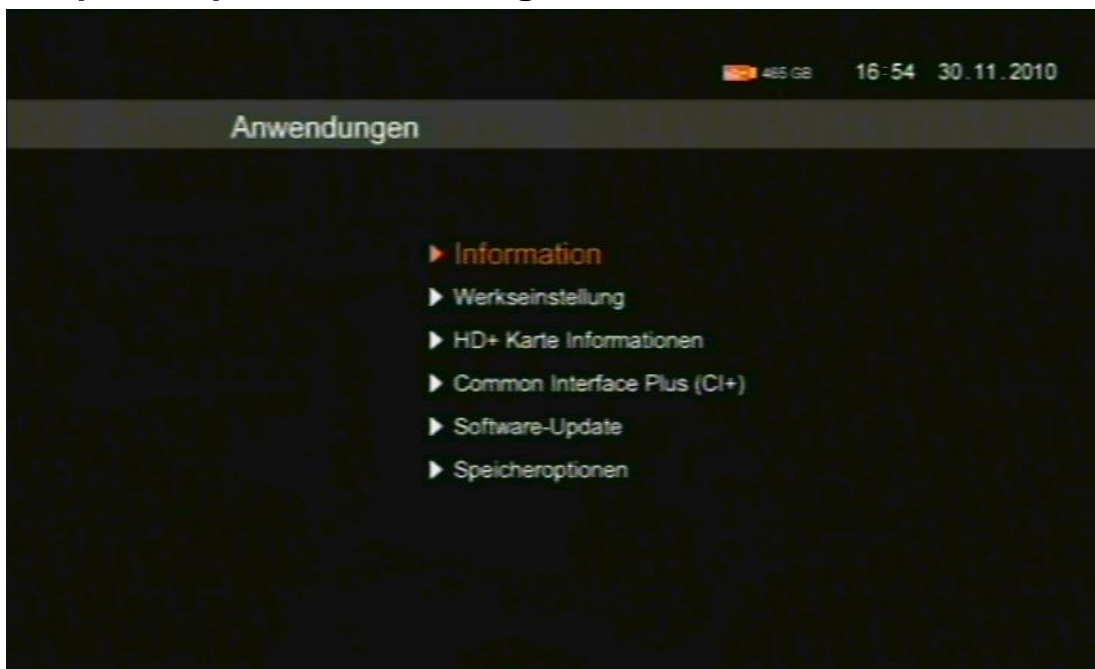 465 GB 16:54 30.11.2010
Anwendungen
Information
Werkseinstellung
HD+ Karte Informationen
Common Interface Plus (CI+)
Software-Update
Speicheroptionen